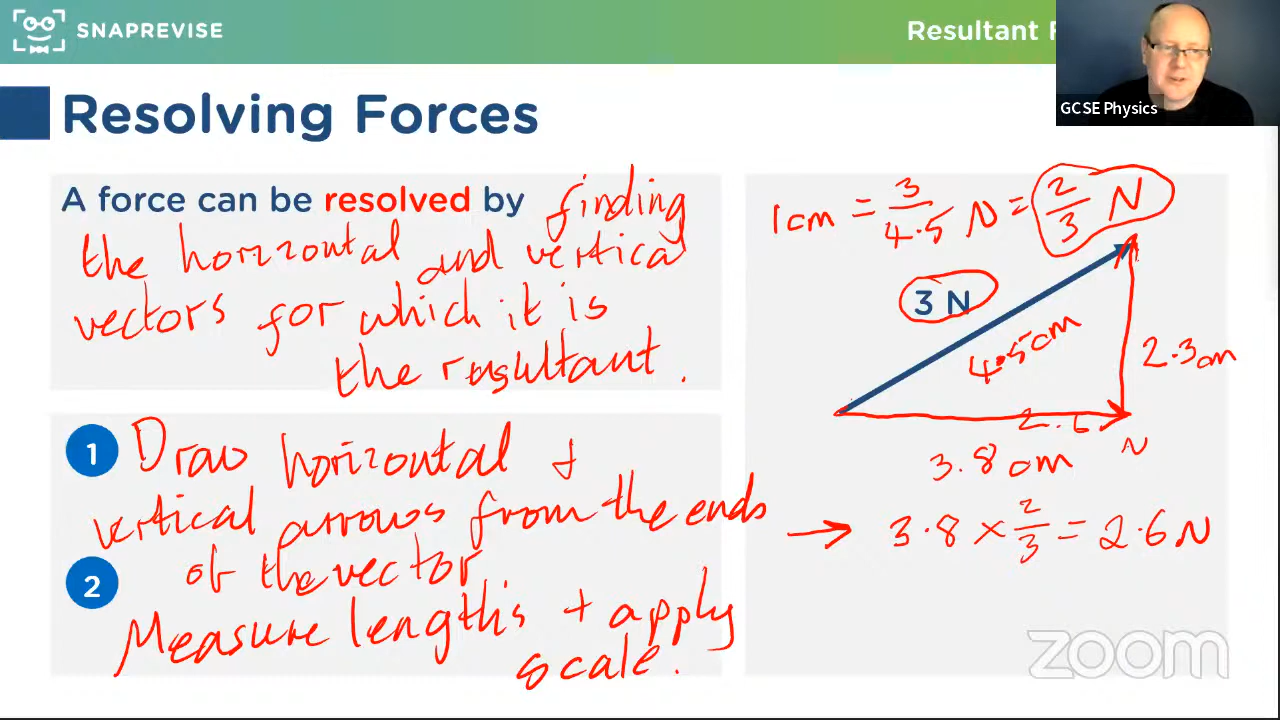 SNAPREVISE
Resultant F
GCSE Physics
Resolving Forces
A force can be resolved by finding
the horizontal and vertical
vectors for which it is
the resultant.
1 Draw horizontal +
vertical arrows from the ends
of the vector
2 Measure lengths + apply
scale.
1cm = 3/4.5 N = 2/3 N
3 N
4.5cm
2.3cm
2.6 N
3.8cm
→ 3.8 × 2/3 = 2.6N
zoom